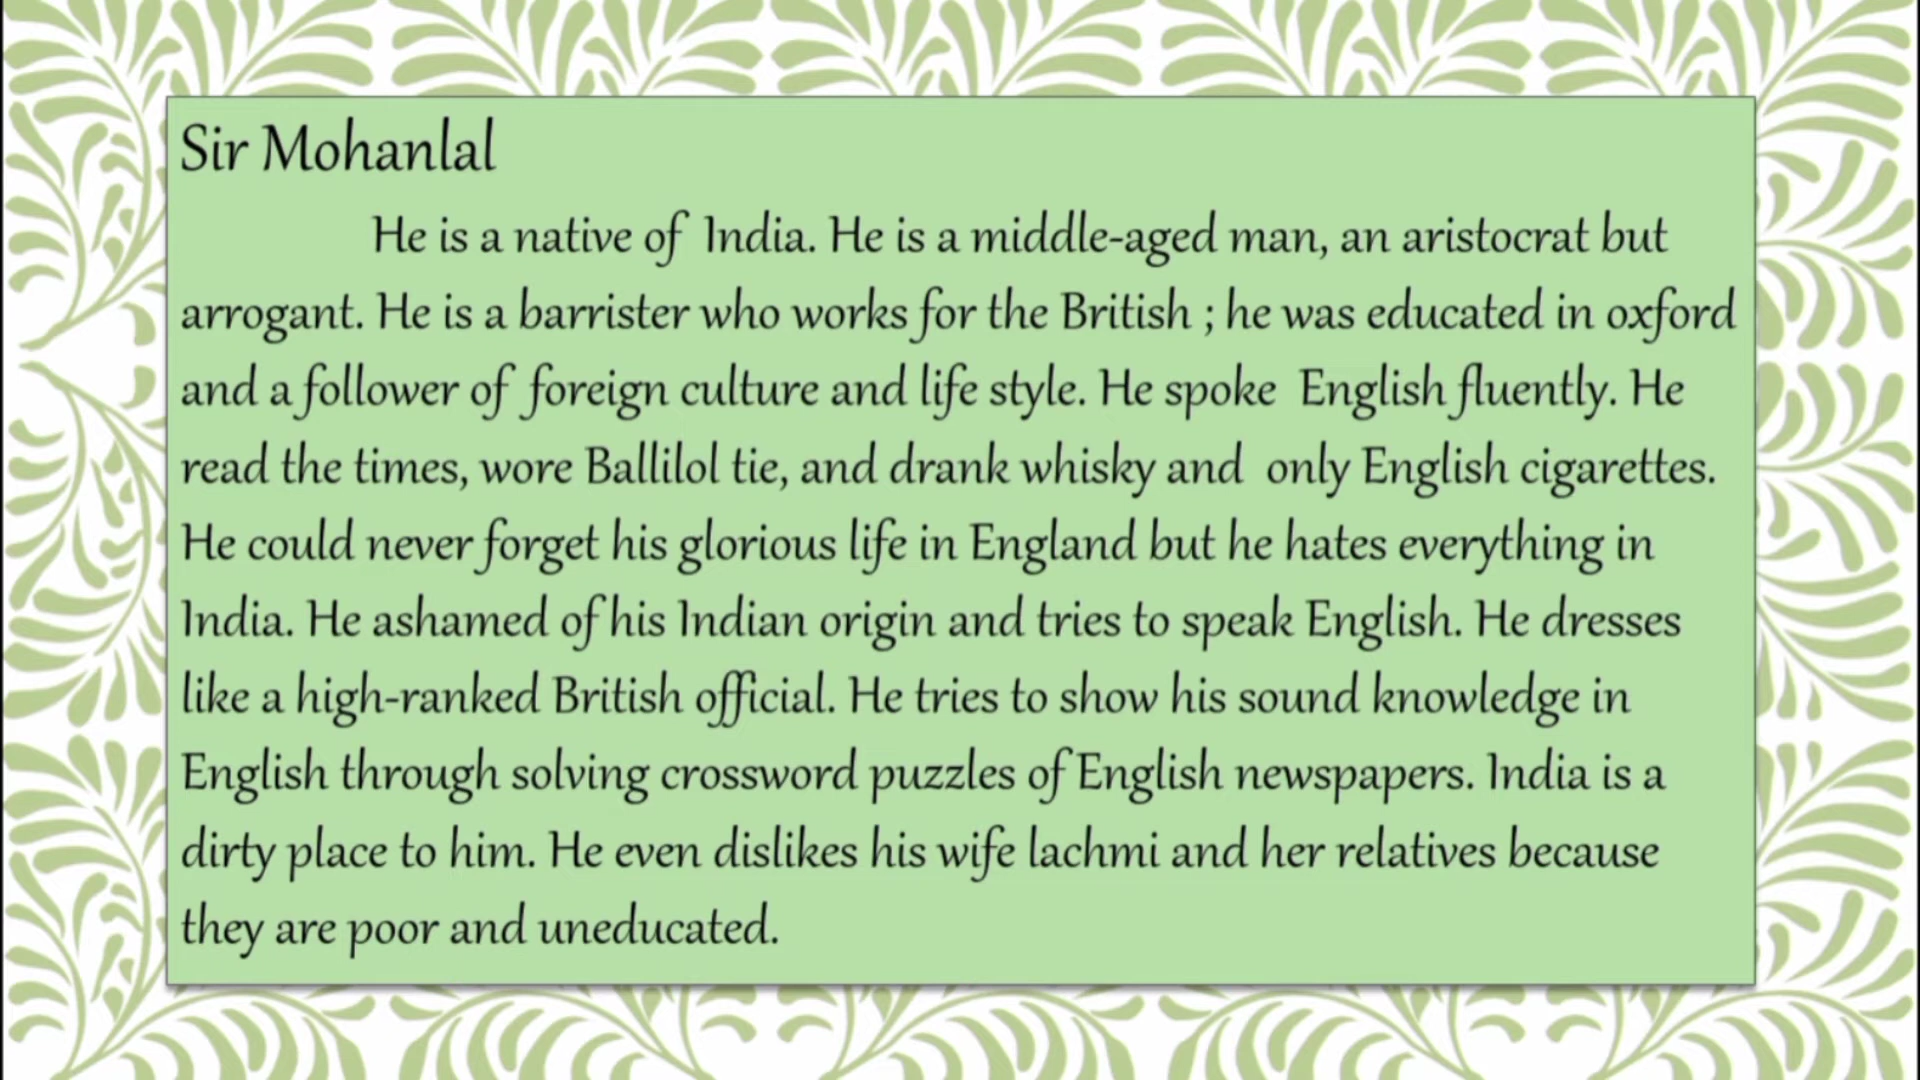 Sir Mohanlal
He is a native of India. He is a middle-aged man, an aristocrat but
arrogant. He is a barrister who works for the British ; he was educated in oxford
and a follower of foreign culture and life style. He spoke English fluently. He
read the times, wore Ballilol tie, and drank whisky and only English cigarettes.
He could never forget his glorious life in England but he hates everything in
India. He ashamed of his Indian origin and tries to speak English. He dresses
like a high-ranked British official. He tries to show his sound knowledge in
English through solving crossword puzzles of English newspapers. India is a
dirty place to him. He even dislikes his wife lachmi and her relatives because
they are poor and uneducated.